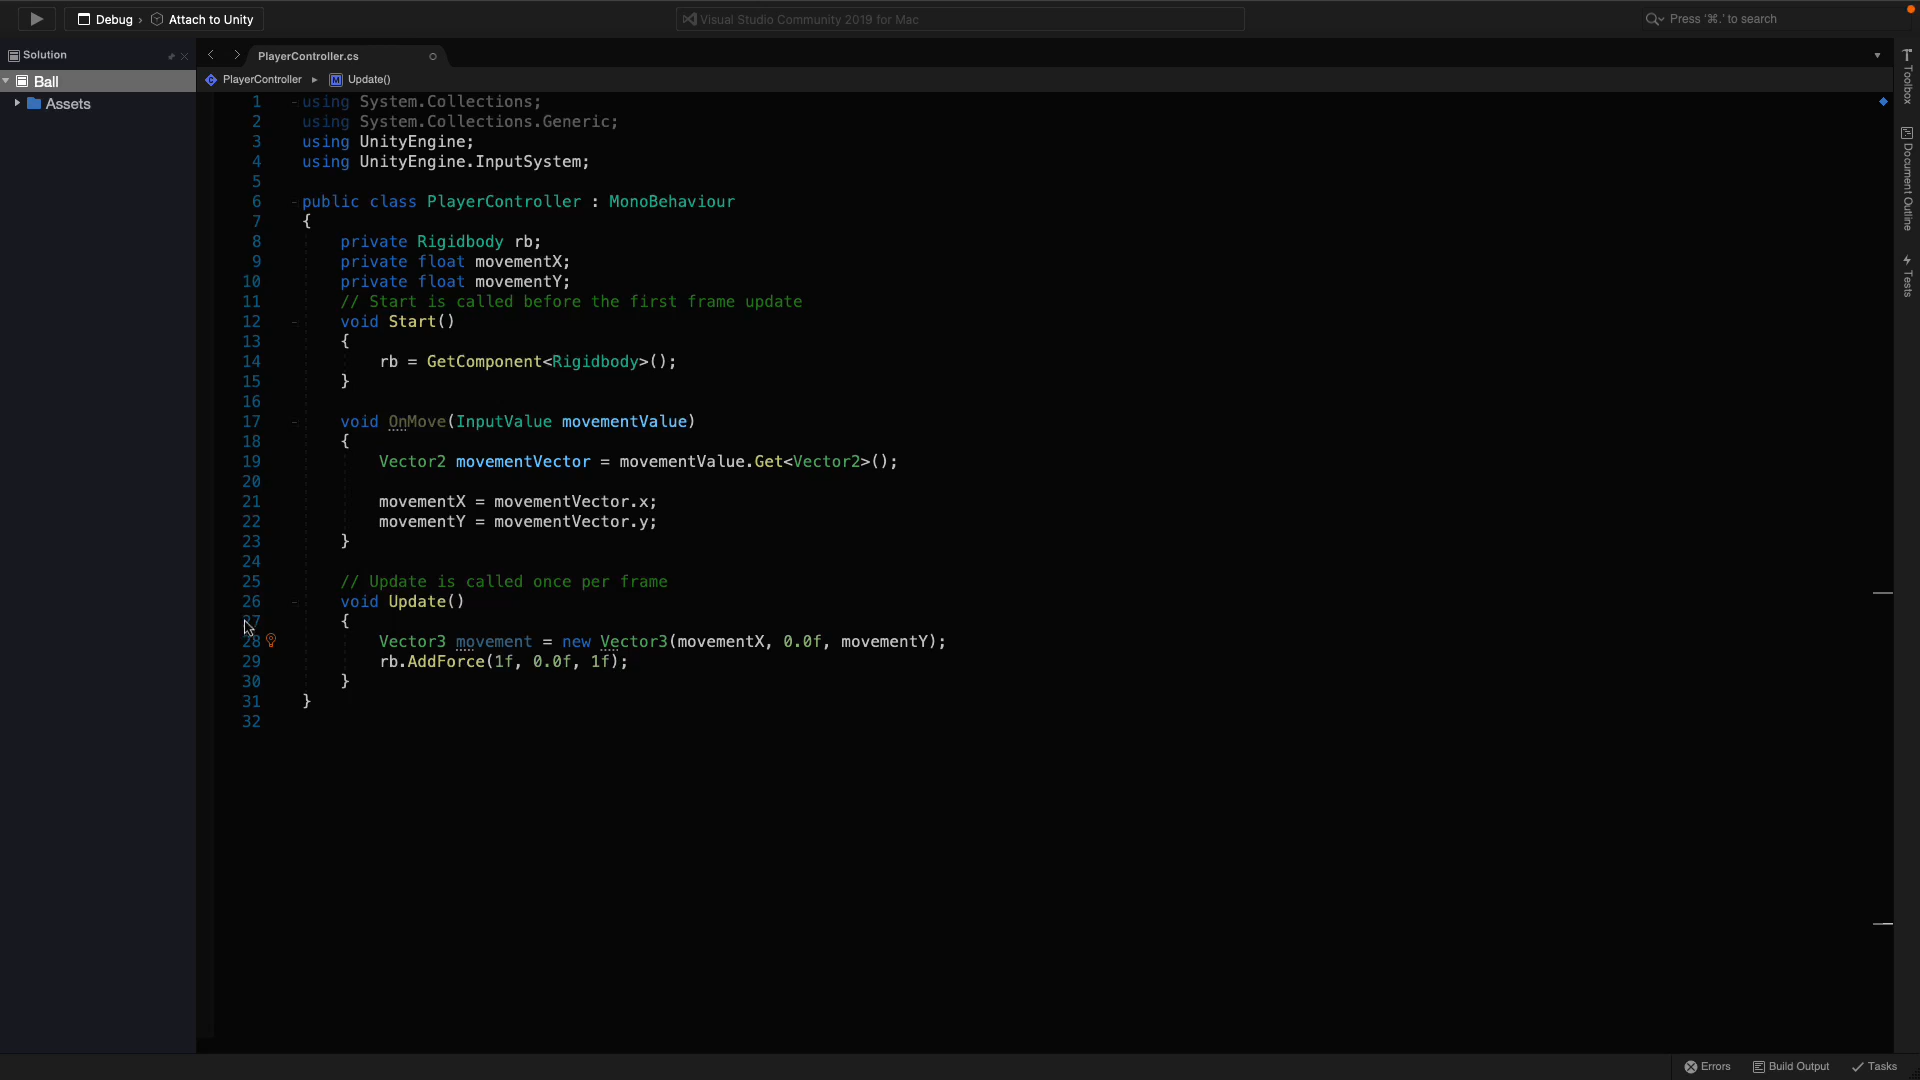 Debug › Attach to Unity
Visual Studio Community 2019 for Mac
Press '⌘.' to search
Solution
PlayerController.cs
Ball
Assets
PlayerController ▸ Update()
1 using System.Collections;
2 using System.Collections.Generic;
3 using UnityEngine;
4 using UnityEngine.InputSystem;
5
6 public class PlayerController : MonoBehaviour
7 {
8     private Rigidbody rb;
9     private float movementX;
10     private float movementY;
11     // Start is called before the first frame update
12     void Start()
13     {
14         rb = GetComponent<Rigidbody>();
15     }
16
17     void OnMove(InputValue movementValue)
18     {
19         Vector2 movementVector = movementValue.Get<Vector2>();
20
21         movementX = movementVector.x;
22         movementY = movementVector.y;
23     }
24
25     // Update is called once per frame
26     void Update()
27     {
28         Vector3 movement = new Vector3(movementX, 0.0f, movementY);
29         rb.AddForce(1f, 0.0f, 1f);
30     }
31 }
32
Toolbox
Document Outline
Tests
Errors
Build Output
Tasks